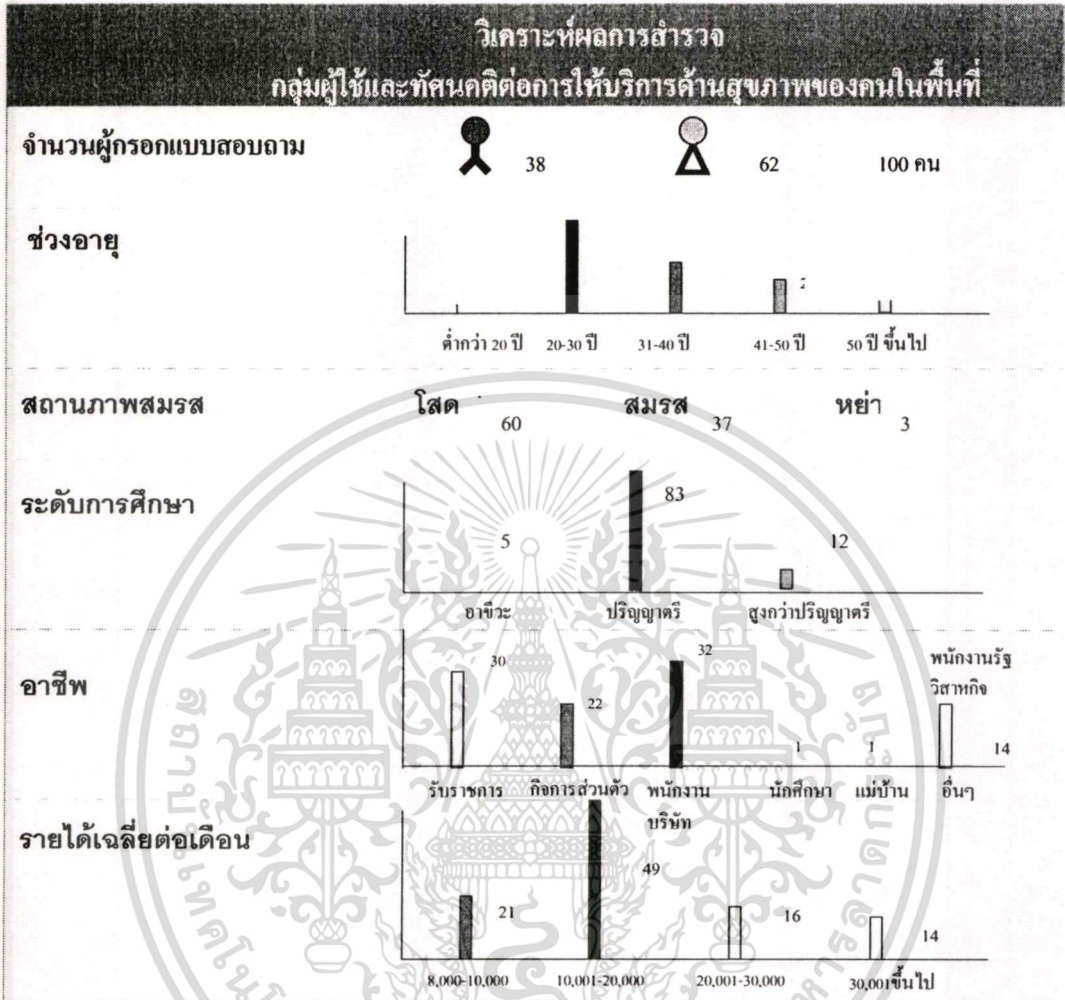 วิเคราะห์ผลการสำรวจ
กลุ่มผู้ใช้และทัศนคติต่อการให้บริการด้านสุขภาพของคนในพื้นที่
จำนวนผู้กรอกแบบสอบถาม 38 62 100 คน
ช่วงอายุ
ต่ำกว่า 20 ปี 20-30 ปี 31-40 ปี 41-50 ปี 50 ปี ขึ้นไป
สถานภาพสมรส โสด 60 สมรส 37 หย่า 3
ระดับการศึกษา 5 83 12
อาชีวะ ปริญญาตรี สูงกว่าปริญญาตรี
อาชีพ 30 22 32 1 1 14
พนักงานรัฐ
วิสาหกิจ
รับราชการ กิจการส่วนตัว พนักงาน นักศึกษา แม่บ้าน อื่นๆ
บริษัท
รายได้เฉลี่ยต่อเดือน 21 49 16 14
8,000-10,000 10,001-20,000 20,001-30,000 30,001ขึ้นไป